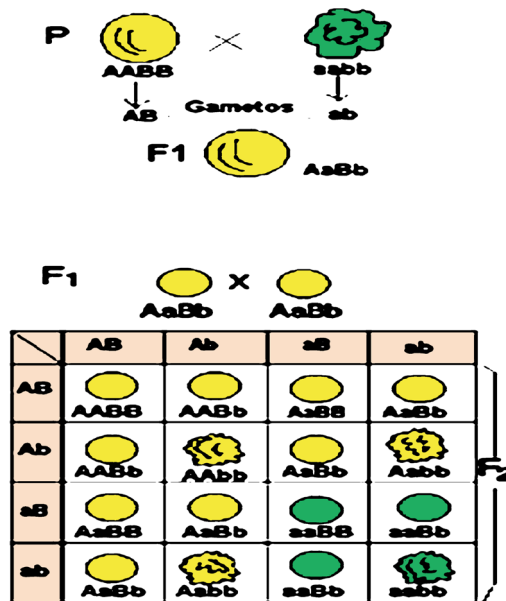 P
AABB aabb
AB Gametos ab
F1 AaBb
F1 x
AaBb AaBb
AB Ab aB ab
AB AABB AABb AaBB AaBb
Ab AABb AAbb AaBb Aabb
F2
aB AaBB AaBb aaBB aaBb
ab AaBb Aabb aaBb aabb